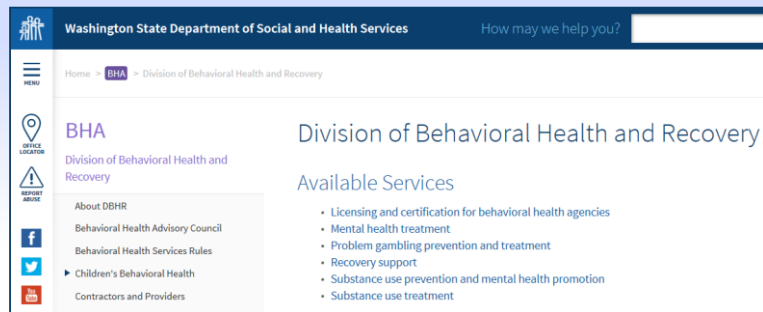 Washington State Department of Social and Health Services
How may we help you?
MENU
Home > BHA > Division of Behavioral Health and Recovery
OFFICE
LOCATOR
REPORT
ABUSE
f
You
Tube
BHA
Division of Behavioral Health and
Recovery
About DBHR
Behavioral Health Advisory Council
Behavioral Health Services Rules
Children's Behavioral Health
Contractors and Providers
Division of Behavioral Health and Recovery
Available Services
• Licensing and certification for behavioral health agencies
• Mental health treatment
• Problem gambling prevention and treatment
• Recovery support
• Substance use prevention and mental health promotion
• Substance use treatment